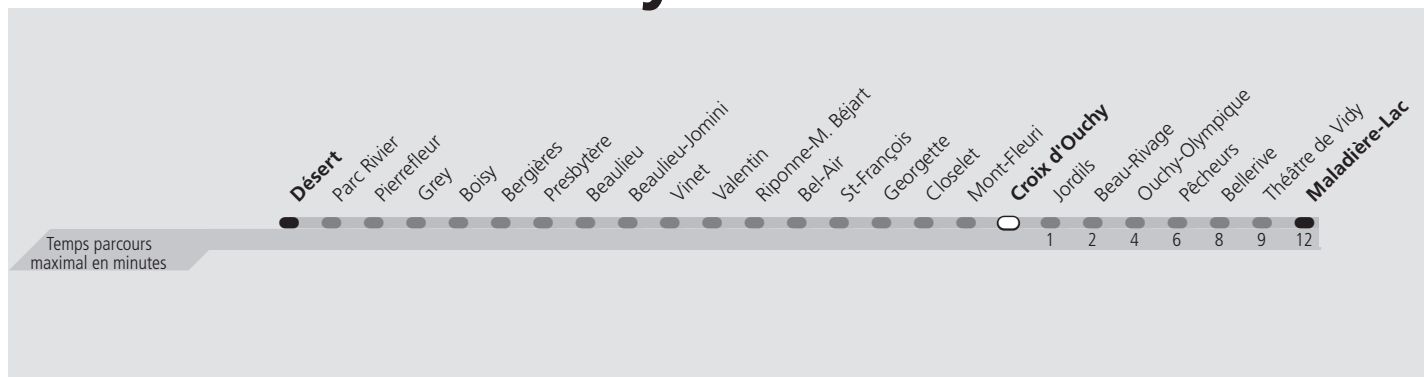 Désert
Parc Rivier
Pierrefleur
Grey
Boisy
Bergières
Presbytère
Beaulieu
Beaulieu-Jomini
Vinet
Valentin
Riponne-M. Béjart
Bel-Air
St-François
Georgette
Closelet
Mont-Fleuri
Croix d'Ouchy
Jordils
Beau-Rivage
Ouchy-Olympique
Pêcheurs
Bellerive
Théâtre de Vidy
Maladière-Lac
Temps parcours
maximal en minutes
1 2 4 6 8 9 12